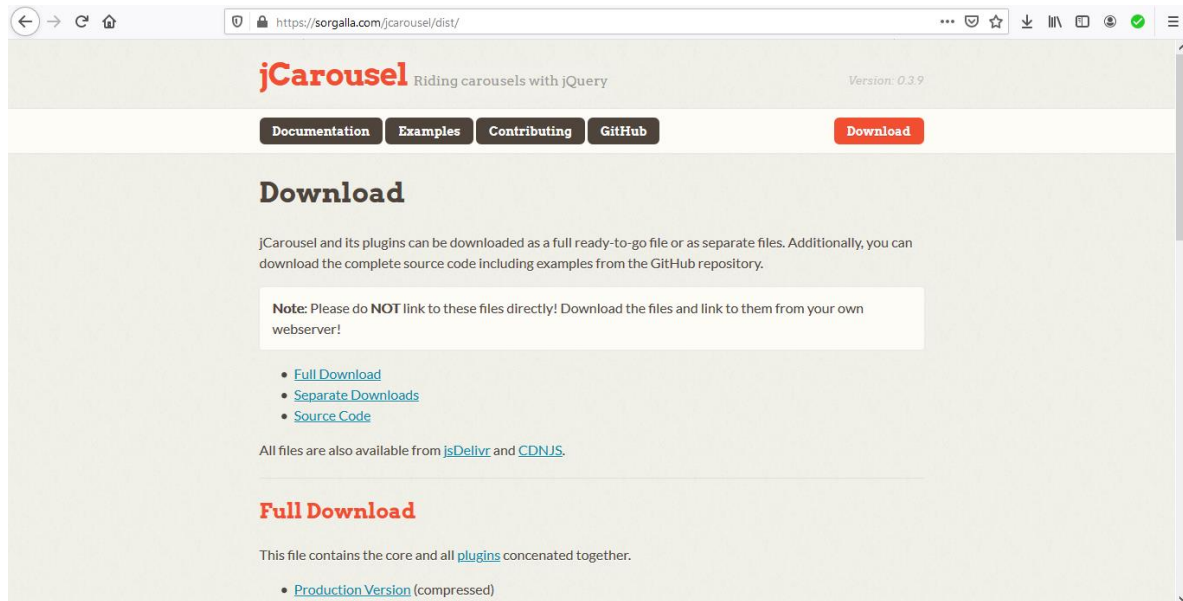 https://sorgalla.com/jcarousel/dist/
jCarousel Riding carousels with jQuery
Version: 0.3.9
Documentation Examples Contributing GitHub Download
Download
jCarousel and its plugins can be downloaded as a full ready-to-go file or as separate files. Additionally, you can
download the complete source code including examples from the GitHub repository.
Note: Please do NOT link to these files directly! Download the files and link to them from your own
webserver!
• Full Download
• Separate Downloads
• Source Code
All files are also available from jsDelivr and CDNJS.
Full Download
This file contains the core and all plugins concenated together.
• Production Version (compressed)